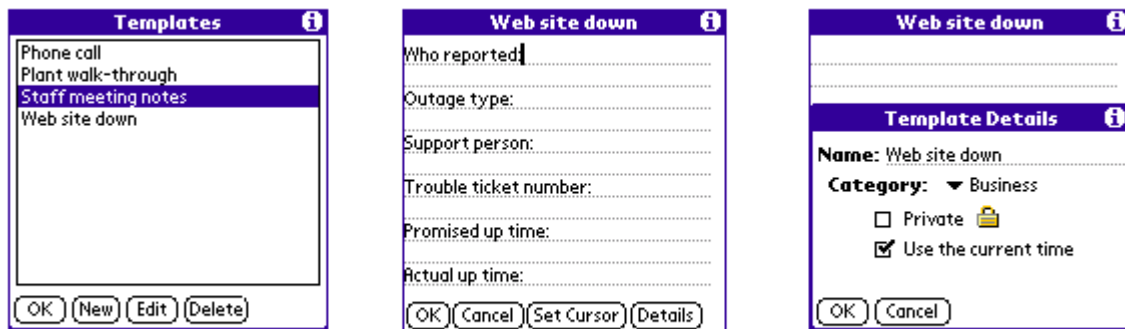 Templates
Phone call
Plant walk-through
Staff meeting notes
Web site down
OK New Edit Delete
Web site down
Who reported:
Outage type:
Support person:
Trouble ticket number:
Promised up time:
Actual up time:
OK Cancel Set Cursor Details
Web site down
Template Details
Name: Web site down
Category: Business
Private
Use the current time
OK Cancel